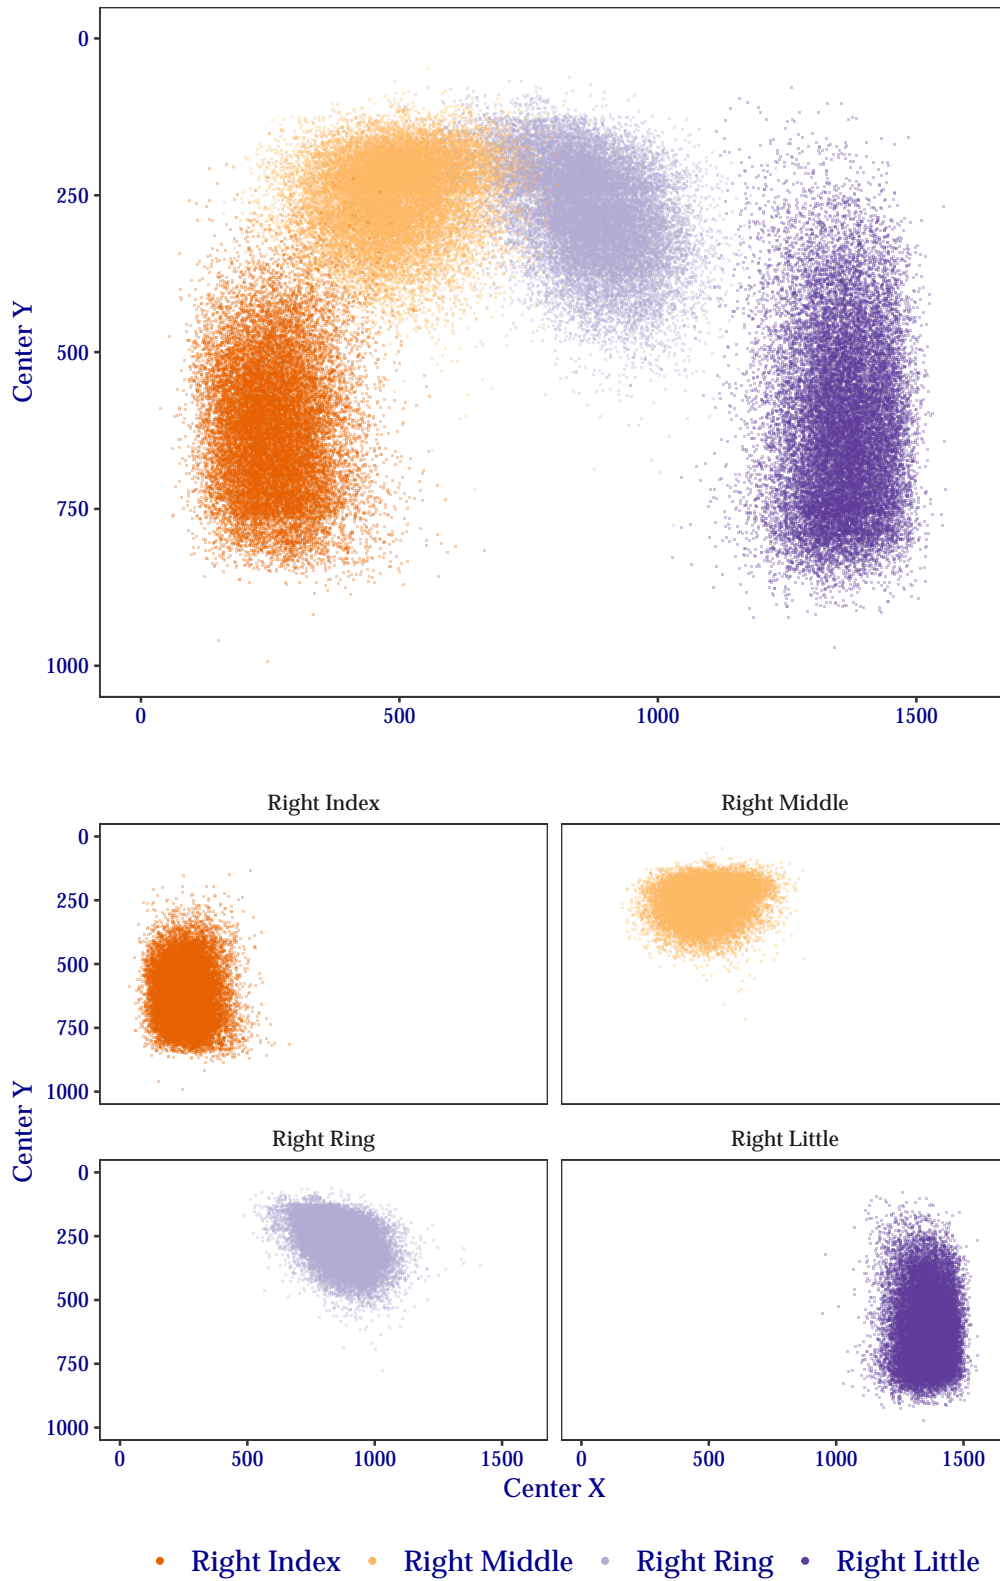 0
250
500
750
1000
Center Y
0 500 1000 1500
Right Index Right Middle
0
250
500
750
1000
Center Y
Right Ring Right Little
0
250
500
750
1000
0 500 1000 1500 0 500 1000 1500
Center X
Right Index Right Middle Right Ring Right Little